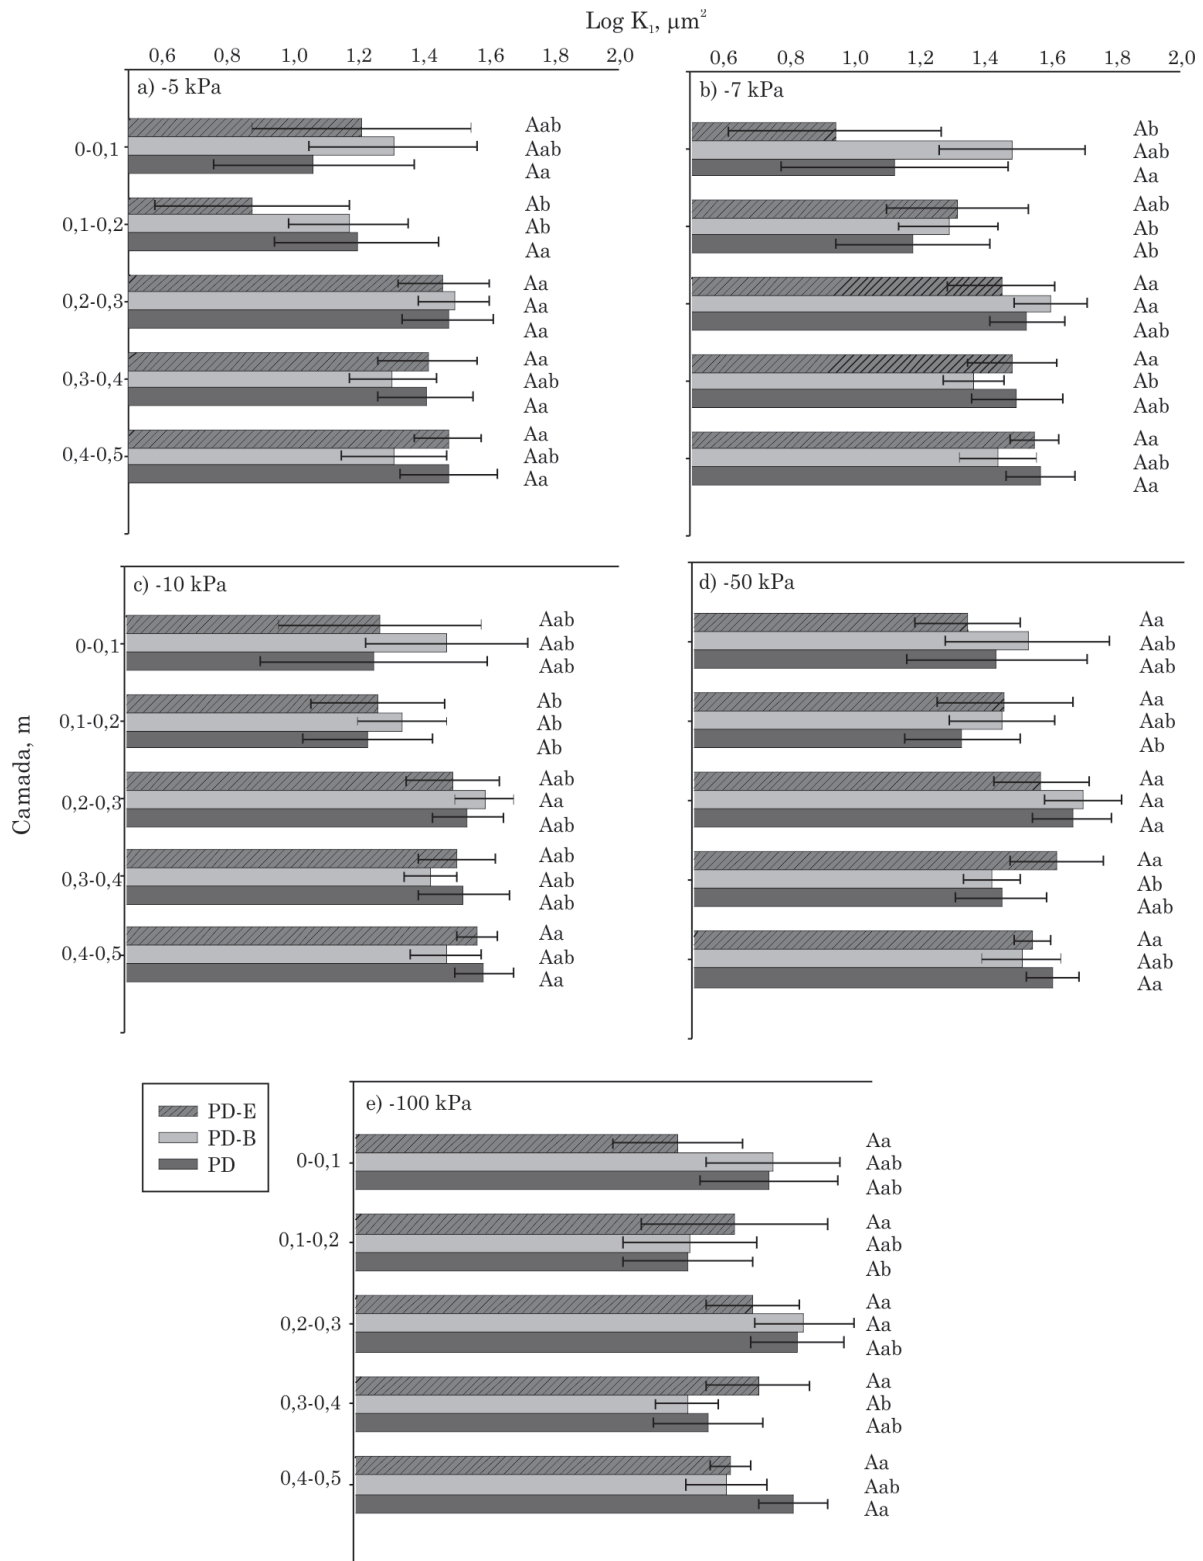 Log K₁, µm²
0,6 1,0 1,2 1,4 1,6 2,0
0,6 0,8 1,0 1,2 1,4 1,6 2,0
a) -5 kPa
0-0,1
Aab
Aab
Aa
0,1-0,2
Ab
Ab
Aa
0,2-0,3
Aa
Aa
Aa
0,3-0,4
Aa
Aab
Aa
0,4-0,5
Aa
Aab
Aa
b) -7 kPa
Ab
Aab
Aa
Aab
Ab
Ab
Aa
Aa
Aab
Aa
Ab
Aab
Aa
Aab
Aa
Camada, m
c) -10 kPa
0-0,1
Aab
Aab
Aab
0,1-0,2
Ab
Ab
Ab
0,2-0,3
Aab
Aa
Aab
0,3-0,4
Aab
Aab
Aab
0,4-0,5
Aa
Aab
Aa
d) -50 kPa
Aa
Aab
Aab
Aa
Aab
Ab
Aa
Aa
Aa
Aa
Ab
Aab
Aa
Aab
Aa
PD-E
PD-B
PD
e) -100 kPa
0-0,1
Aa
Aab
Aab
0,1-0,2
Aa
Aab
Ab
0,2-0,3
Aa
Aa
Aab
0,3-0,4
Aa
Ab
Aab
0,4-0,5
Aa
Aab
Aa